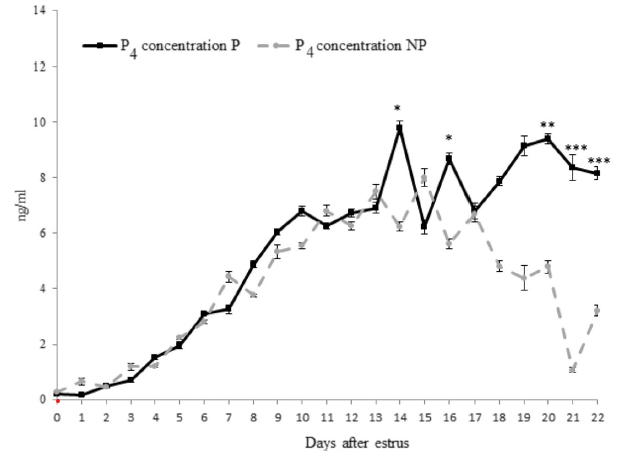 14
P4 concentration P
P4 concentration NP
12
10
8
6
4
2
0
ng/ml
*
*
**
***
***
0 1 2 3 4 5 6 7 8 9 10 11 12 13 14 15 16 17 18 19 20 21 22
Days after estrus